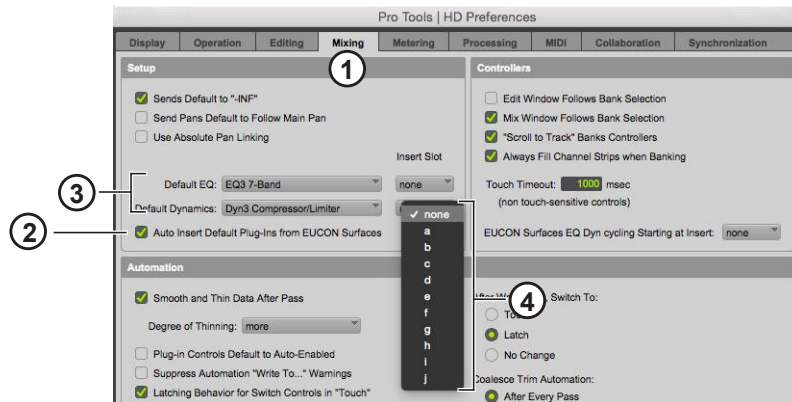 Pro Tools | HD Preferences
Display Operation Editing Mixing Metering Processing MIDI Collaboration Synchronization
1
Setup
Sends Default to "-INF"
Send Pans Default to Follow Main Pan
Use Absolute Pan Linking
Insert Slot
3
Default EQ: EQ3 7-Band none
Default Dynamics: Dyn3 Compressor/Limiter
2
Auto Insert Default Plug-Ins from EUCON Surfaces
✓ none
a
b
c
d
e
f
g
h
i
j
4
Controllers
Edit Window Follows Bank Selection
Mix Window Follows Bank Selection
"Scroll to Track" Banks Controllers
Always Fill Channel Strips when Banking
Touch Timeout: 1000 msec
(non touch-sensitive controls)
EUCON Surfaces EQ Dyn cycling Starting at Insert: none
Automation
Smooth and Thin Data After Pass
Degree of Thinning: more
Plug-in Controls Default to Auto-Enabled
Suppress Automation "Write To..." Warnings
Latching Behavior for Switch Controls in "Touch"
After Switch To:
Latch
No Change
Coalesce Trim Automation:
After Every Pass